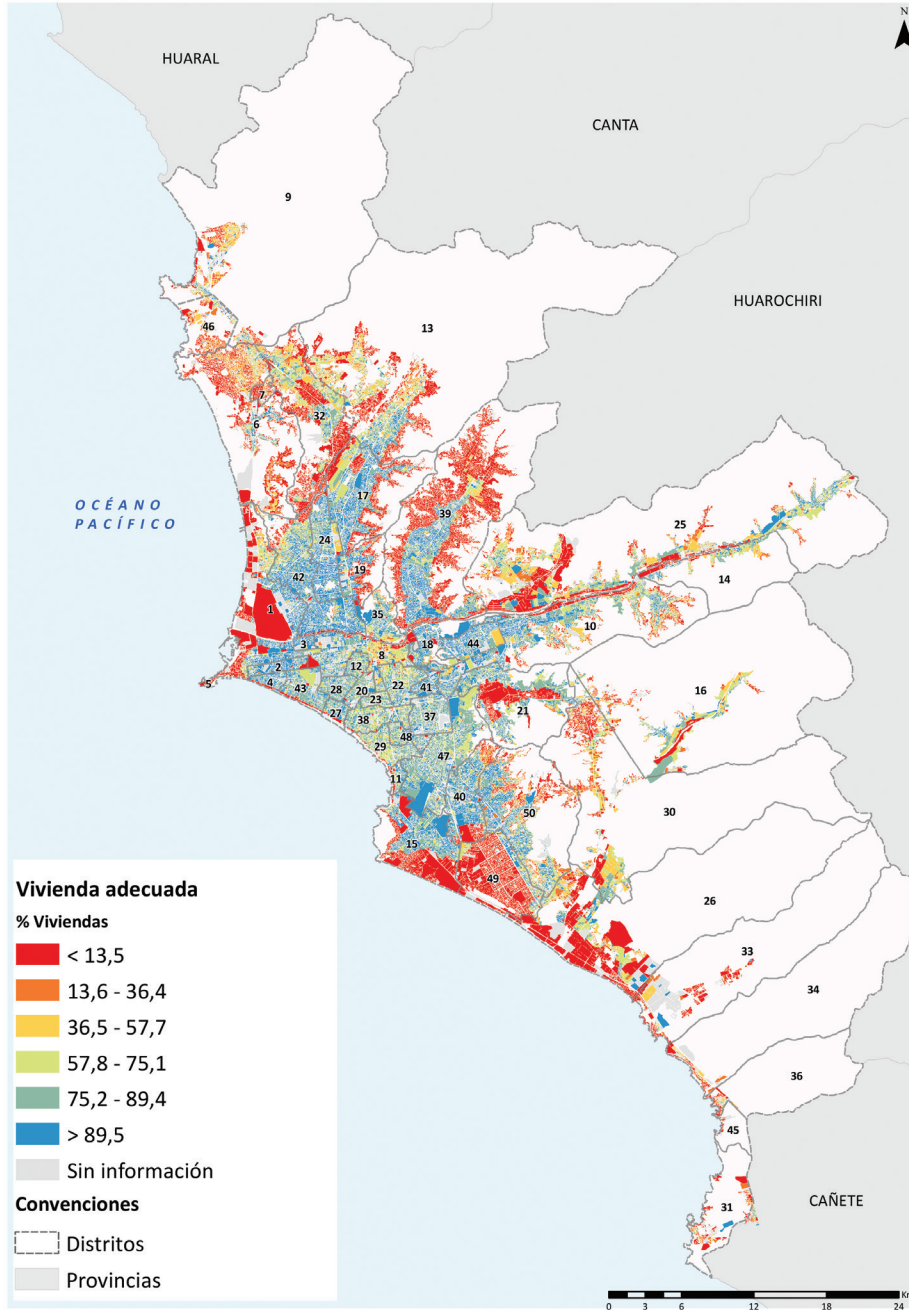 N
HUARAL
CANTA
9
HUAROCHIRI
46
13
7
6
32
OCÉANO
PACÍFICO
17
39
25
24
14
19
42
1
35
10
3
18
44
8
2
12
5
4
43
28
20
22
41
16
21
23
27
38
37
29
48
47
11
30
40
50
15
49
26
33
34
36
45
31
CAÑETE
Vivienda adecuada
% Viviendas
< 13,5
13,6 - 36,4
36,5 - 57,7
57,8 - 75,1
75,2 - 89,4
> 89,5
Sin información
Convenciones
Distritos
Provincias
Km
0 3 6 12 18 24